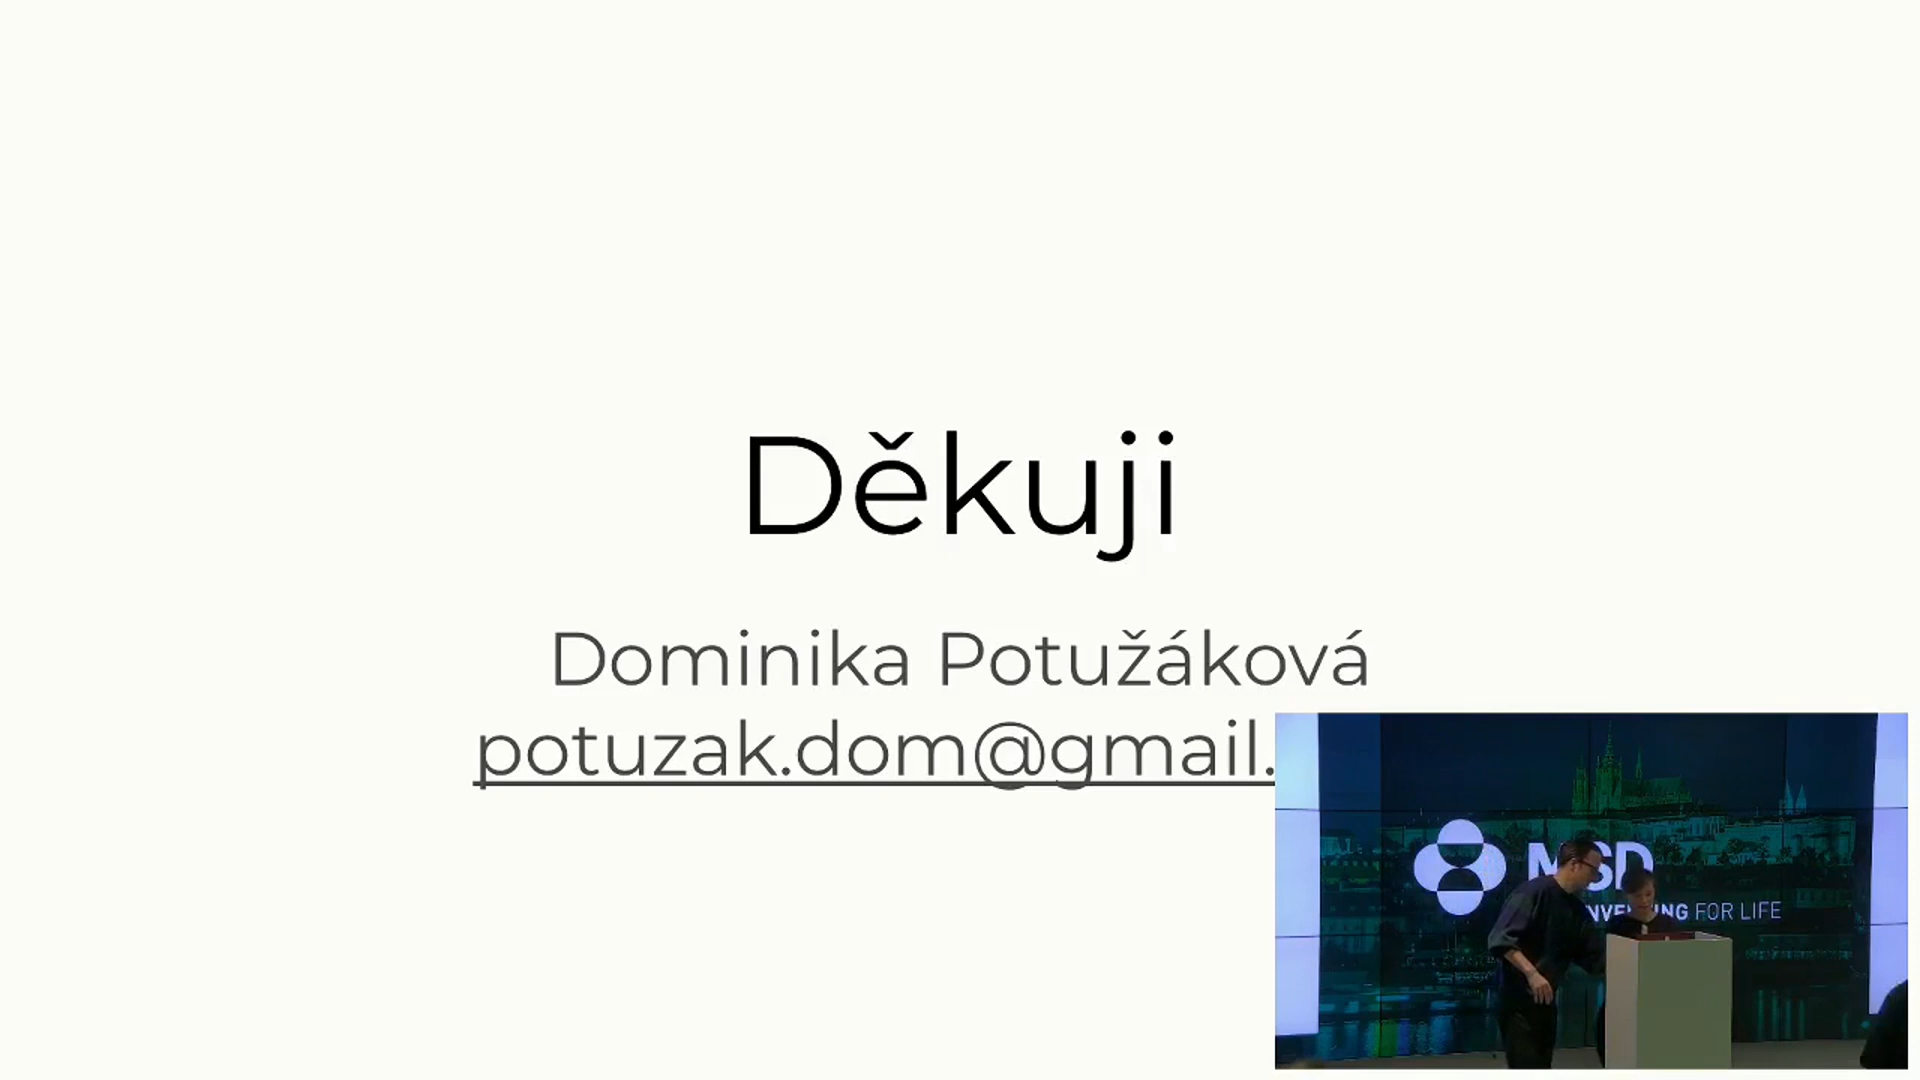 Děkuji
Dominika Potužáková
potuzak.dom@gmail.
MSD
FOR LIFE